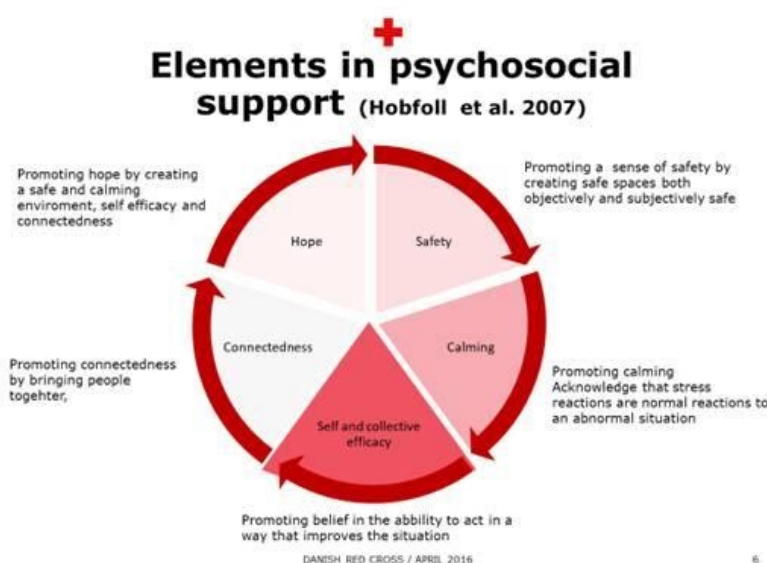 Elements in psychosocial
support (Hobfoll et al. 2007)
Promoting hope by creating
a safe and calming
enviroment, self efficacy and
connectedness
Promoting a sense of safety by
creating safe spaces both
objectively and subjectively safe
Hope
Safety
Connectedness
Calming
Self and collective
efficacy
Promoting connectedness
by bringing people
togehter,
Promoting calming
Acknowledge that stress
reactions are normal reactions to
an abnormal situation
Promoting belief in the abbility to act in a
way that improves the situation
DANISH RED CROSS / APRIL 2016
6